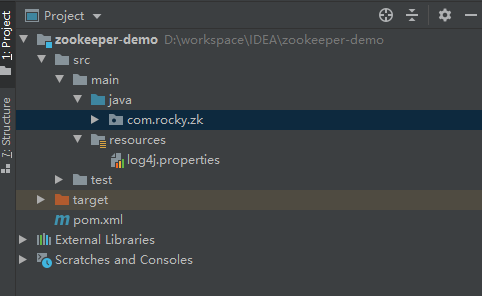 Project
1: Project
7: Structure
zookeeper-demo D:\workspace\IDEA\zookeeper-demo
src
main
java
com.rocky.zk
resources
log4j.properties
test
target
pom.xml
External Libraries
Scratches and Consoles